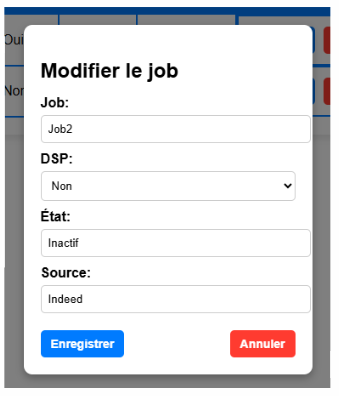 Oui
Non
Modifier le job
Job:
Job2
DSP:
Non
État:
Inactif
Source:
Indeed
Enregistrer
Annuler